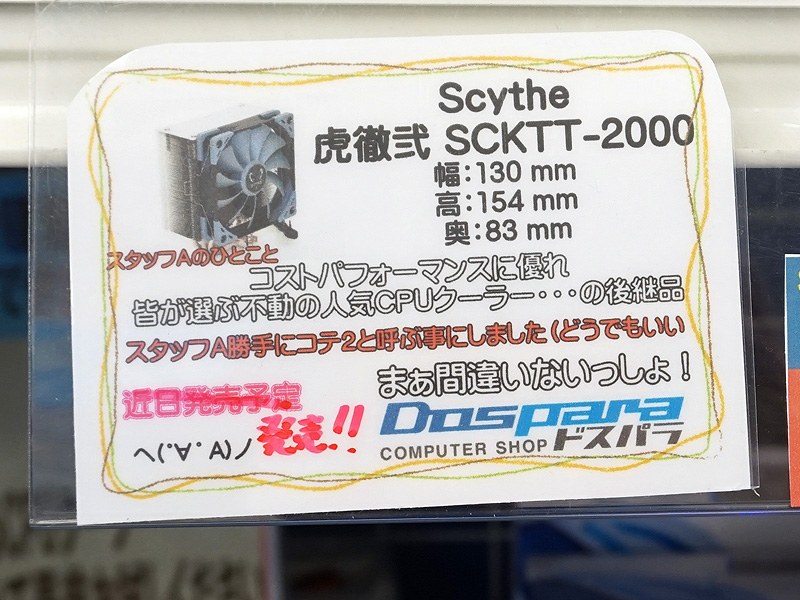 Scythe
虎徹弐 SCKTT-2000
幅:130 mm
高:154 mm
奥:83 mm
スタッフAのひとこと
コストパフォーマンスに優れ
皆が選ぶ不動の人気CPUクーラー・・・の後継品
スタッフA勝手にコテ2と呼ぶ事にしました(どうでもいい
まぁ間違いないっしょ!
近日発売予定
発売!!
ヘ(.∀.)ノ
Dospara
COMPUTER SHOP ドスパラ